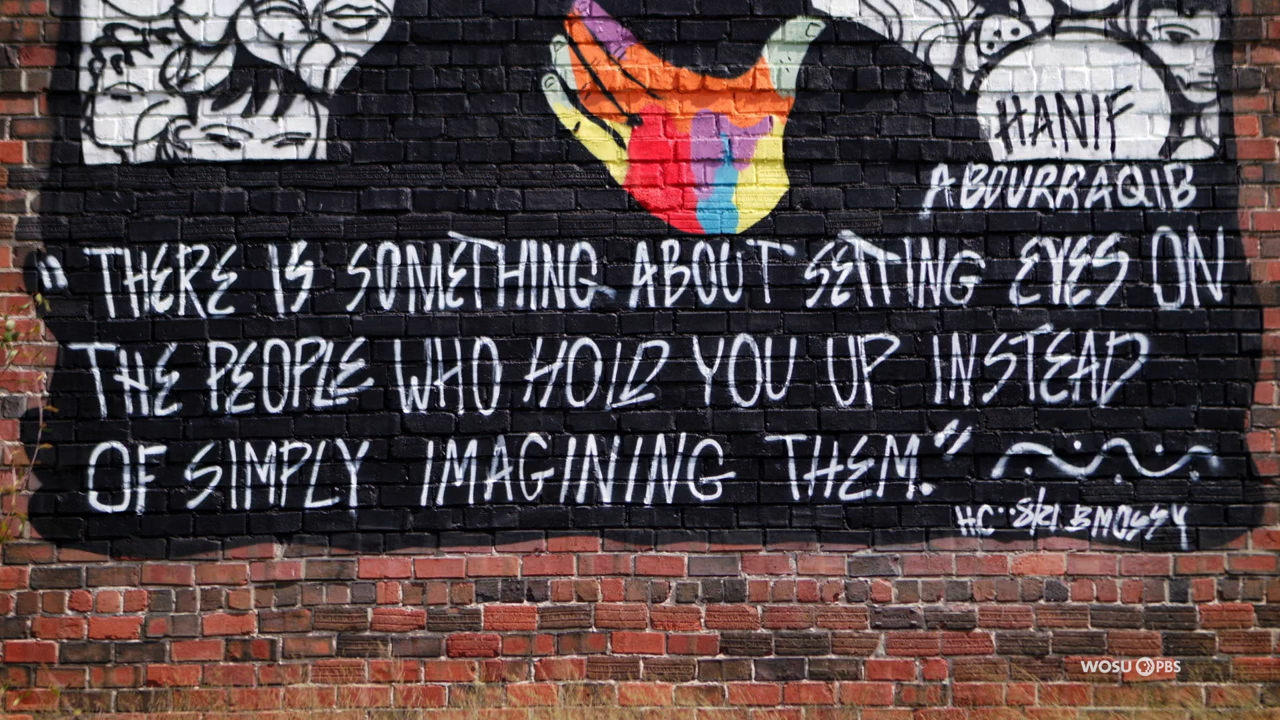 HANIF
ABDURRAQIB
"THERE IS SOMETHING ABOUT SETTING EYES ON
THE PEOPLE WHO HOLD YOU UP INSTEAD
OF SIMPLY IMAGINING THEM."
HC
WOSU PBS